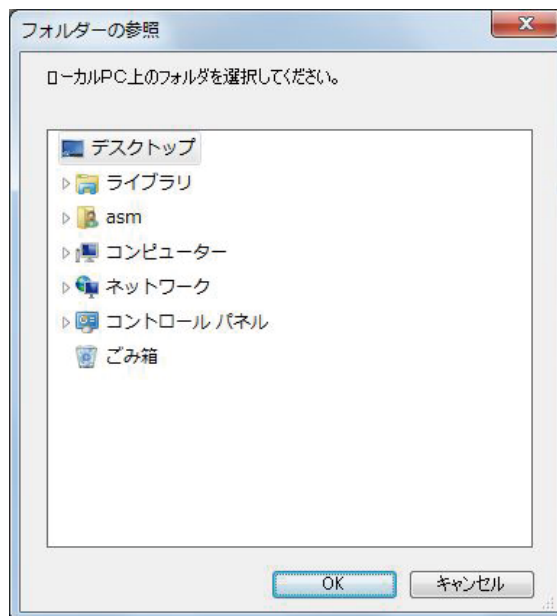 フォルダーの参照
ローカルPC上のフォルダを選択してください。
デスクトップ
ライブラリ
asm
コンピューター
ネットワーク
コントロール パネル
ごみ箱
OK
キャンセル